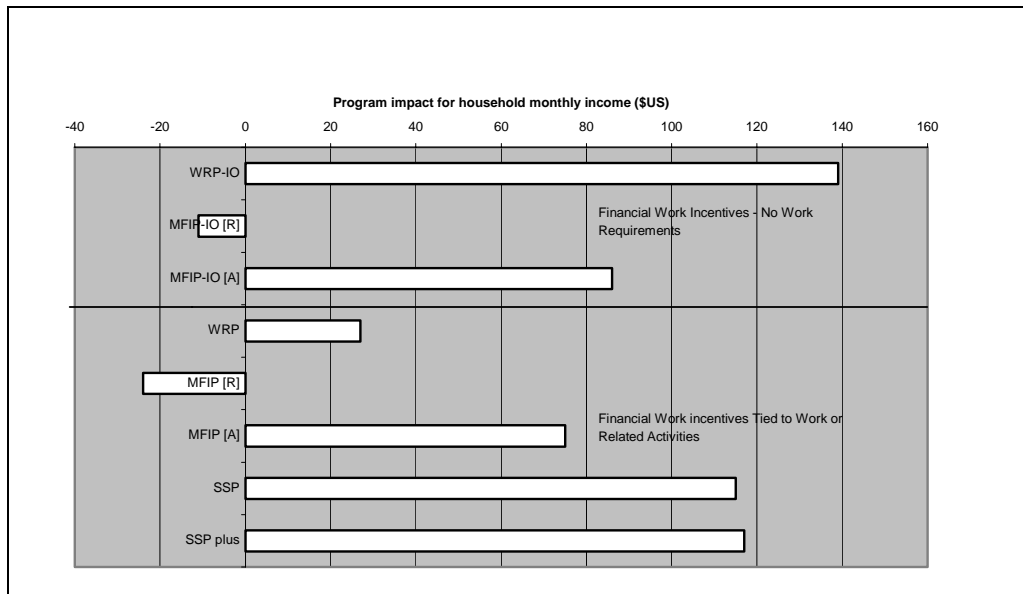 Program impact for household monthly income ($US)
-40 -20 0 20 40 60 80 100 120 140 160
WRP-IO
MFIP-IO [R]
Financial Work Incentives - No Work
Requirements
MFIP-IO [A]
WRP
MFIP [R]
Financial Work incentives Tied to Work or
Related Activities
MFIP [A]
SSP
SSP plus